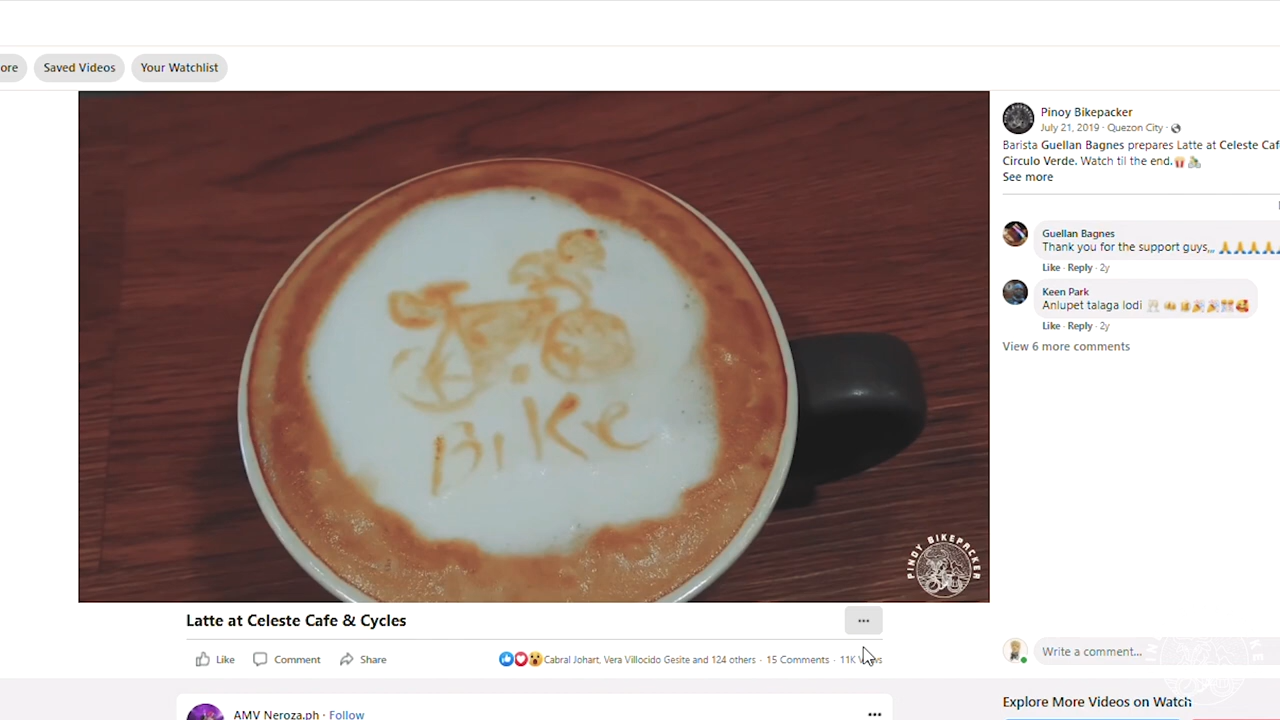 ore
Saved Videos
Your Watchlist
BiKe
PINOY BIKEPACKER
Latte at Celeste Cafe & Cycles
...
Like
Comment
Share
Cabral Johart, Vera Villocido Gesite and 124 others · 15 Comments · 11K
AMV Neroza.ph · Follow
...
Pinoy Bikepacker
July 21, 2019 · Quezon City ·
Barista Guellan Bagnes prepares Latte at Celeste Caf
Circulo Verde. Watch til the end.🍿🚴
See more
Guellan Bagnes
Thank you for the support guys,,, 🙏🙏🙏🙏
Like · Reply · 2y
Keen Park
Anlupet talaga lodi
Like · Reply · 2y
View 6 more comments
Write a comment...
Explore More Videos on Watch